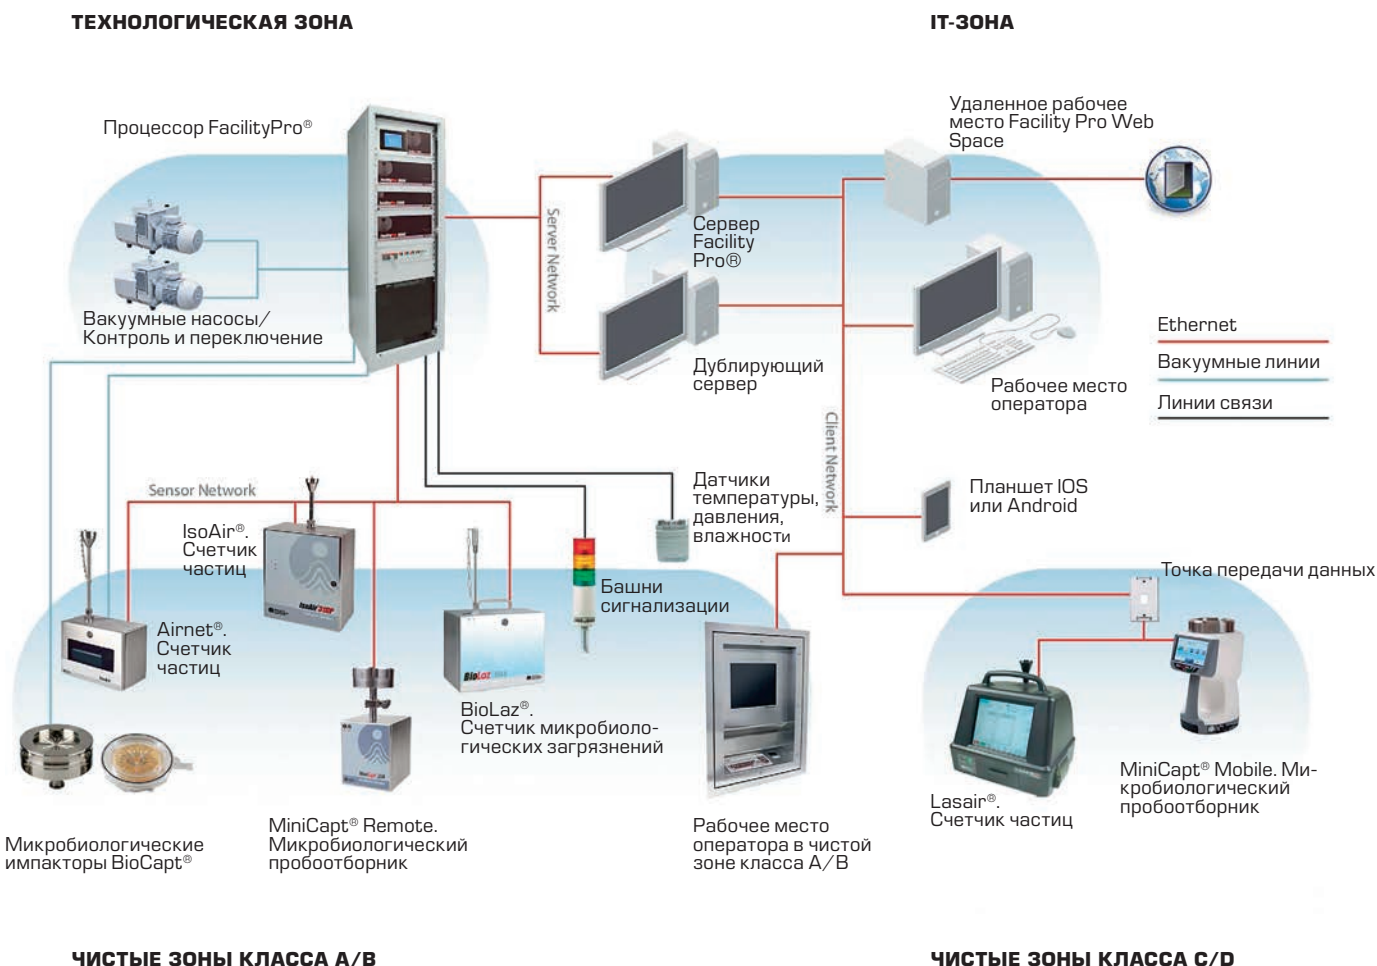 ТЕХНОЛОГИЧЕСКАЯ ЗОНА
IT-ЗОНА
Процессор FacilityPro®
Удаленное рабочее
место Facility Pro Web
Space
Server Network
Сервер
Facility
Pro®
Вакуумные насосы/
Контроль и переключение
Дублирующий
сервер
Рабочее место
оператора
Ethernet
Вакуумные линии
Линии связи
Client Network
Sensor Network
Датчики
температуры,
давления,
влажности
Планшет IOS
или Android
IsoAir®.
Счетчик
частиц
Башни
сигнализации
Точка передачи данных
Airnet®.
Счетчик
частиц
BioLaz
BioLaz®.
Счетчик микробиоло-
гических загрязнений
MiniCapt® Mobile. Ми-
кробиологический
пробоотборник
Lasair®.
Счетчик частиц
Микробиологические
импакторы BioCapt®
MiniCapt® Remote.
Микробиологический
пробоотборник
Рабочее место
оператора в чистой
зоне класса A/B
ЧИСТЫЕ ЗОНЫ КЛАССА A/B
ЧИСТЫЕ ЗОНЫ КЛАССА C/D